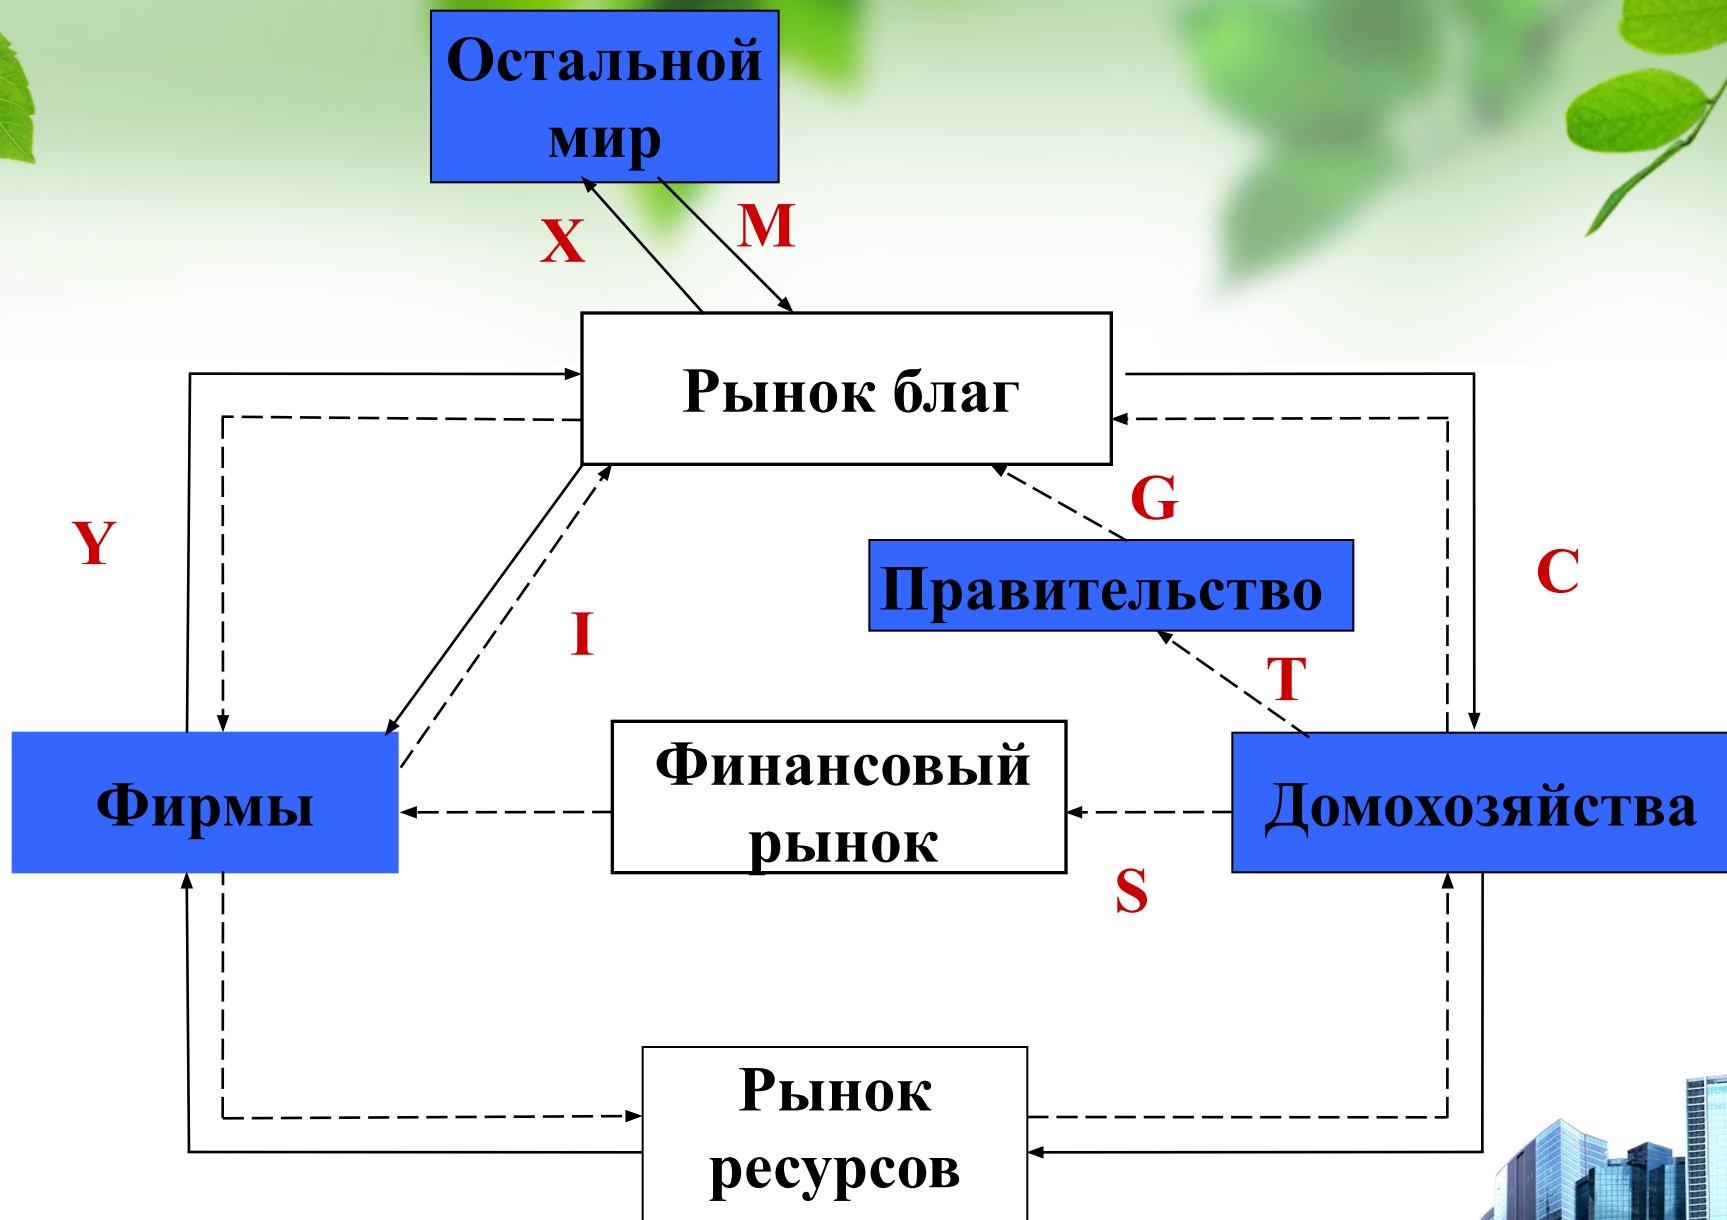 Остальной
мир
X
M
Рынок благ
G
Y
Правительство
C
I
T
Финансовый
рынок
Фирмы
Домохозяйства
S
Рынок
ресурсов